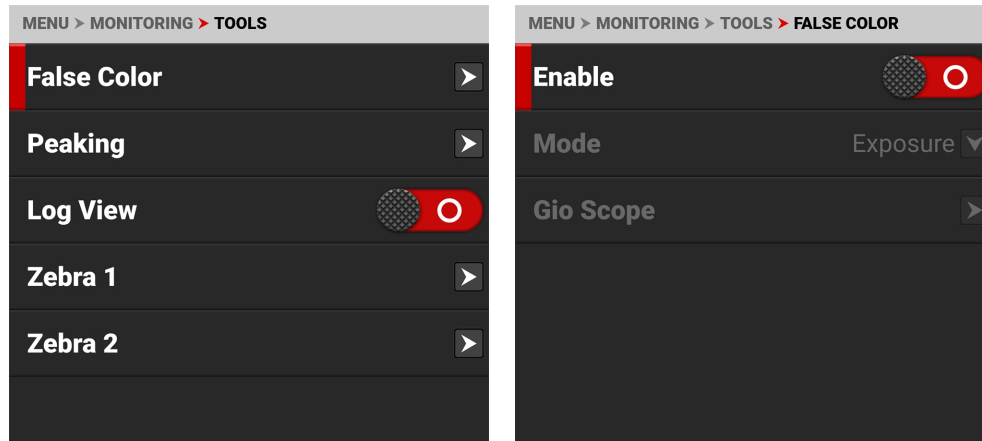 MENU ➤ MONITORING ➤ TOOLS
False Color
Peaking
Log View
Zebra 1
Zebra 2
MENU ➤ MONITORING ➤ TOOLS ➤ FALSE COLOR
Enable
Mode Exposure
Gio Scope